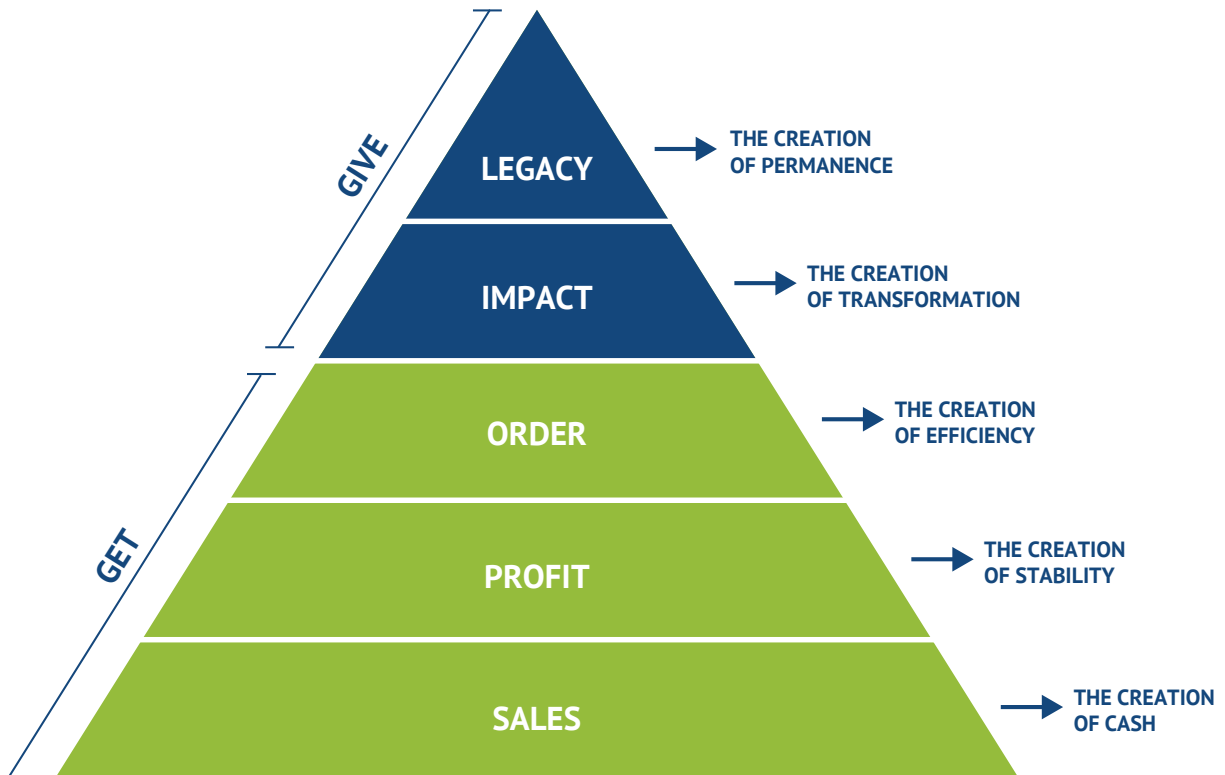 GIVE
LEGACY
THE CREATION
OF PERMANENCE
IMPACT
THE CREATION
OF TRANSFORMATION
GET
ORDER
THE CREATION
OF EFFICIENCY
PROFIT
THE CREATION
OF STABILITY
SALES
THE CREATION
OF CASH